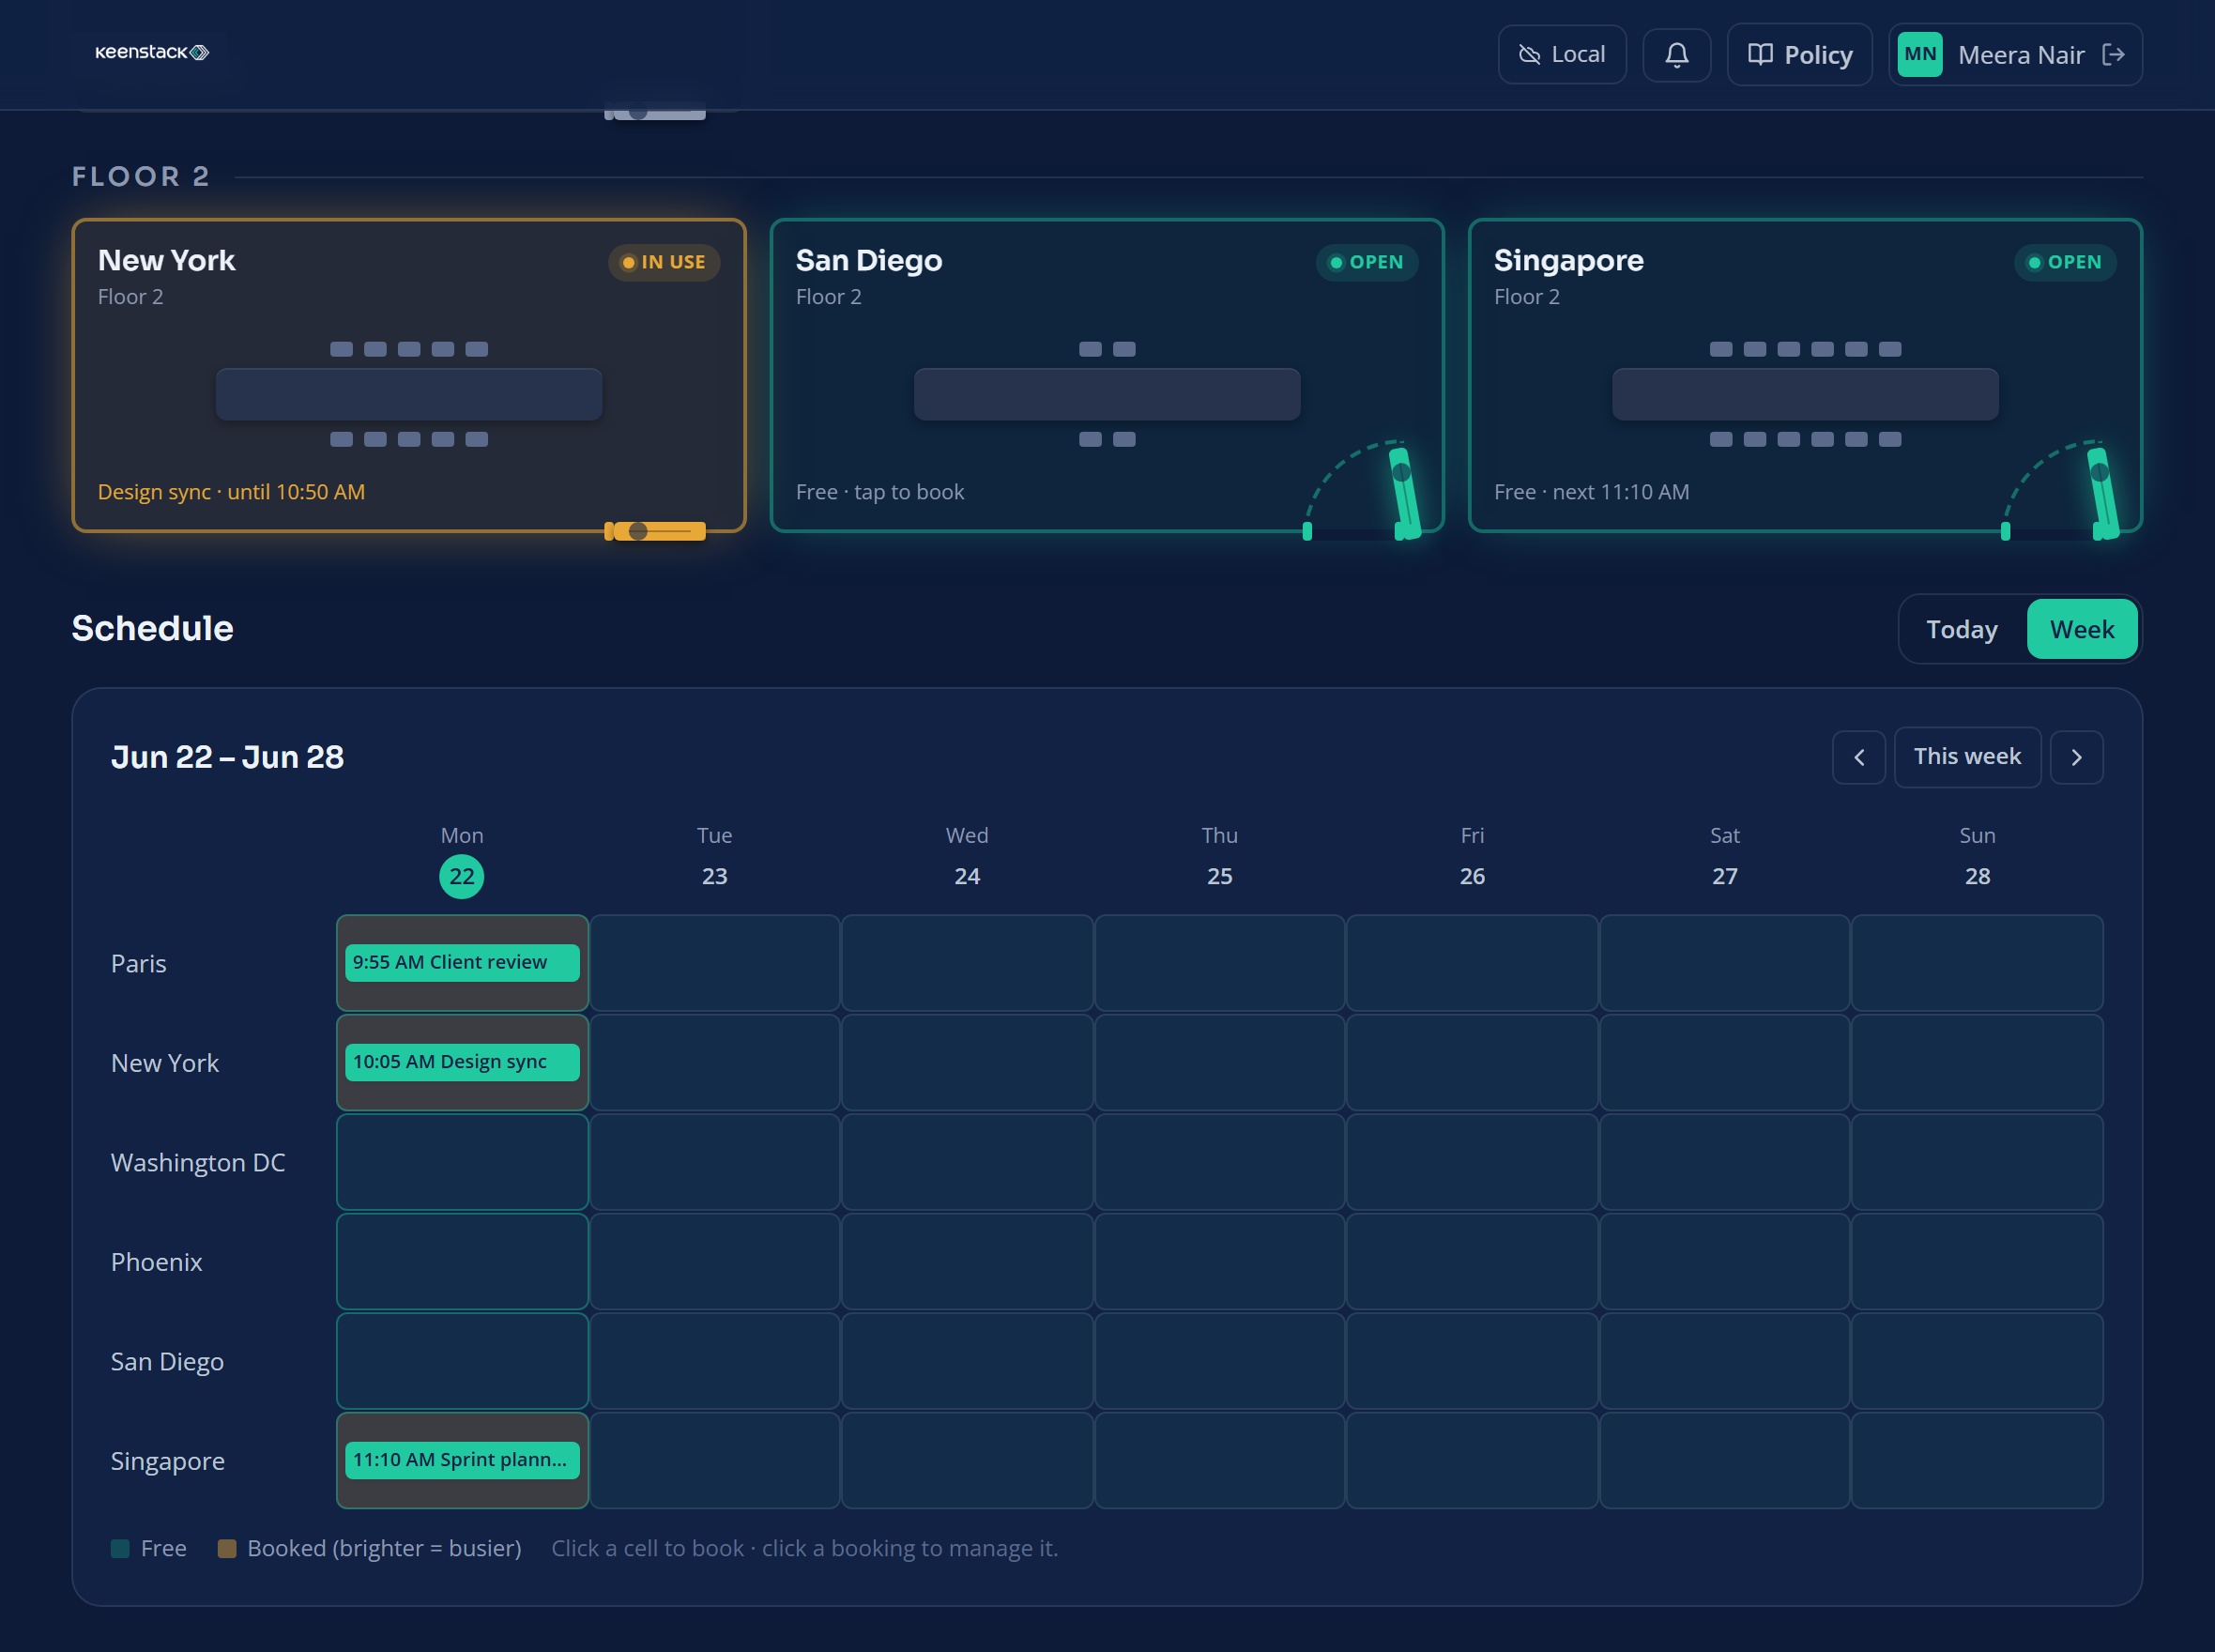 Keenstack
Local
Policy
MN Meera Nair
FLOOR 2
New York
IN USE
Floor 2
Design sync · until 10:50 AM
San Diego
OPEN
Floor 2
Free · tap to book
Singapore
OPEN
Floor 2
Free · next 11:10 AM
Schedule
Today Week
Jun 22 – Jun 28
This week
Mon Tue Wed Thu Fri Sat Sun
22 23 24 25 26 27 28
Paris
9:55 AM Client review
New York
10:05 AM Design sync
Washington DC
Phoenix
San Diego
Singapore
11:10 AM Sprint plann...
Free
Booked (brighter = busier)
Click a cell to book · click a booking to manage it.